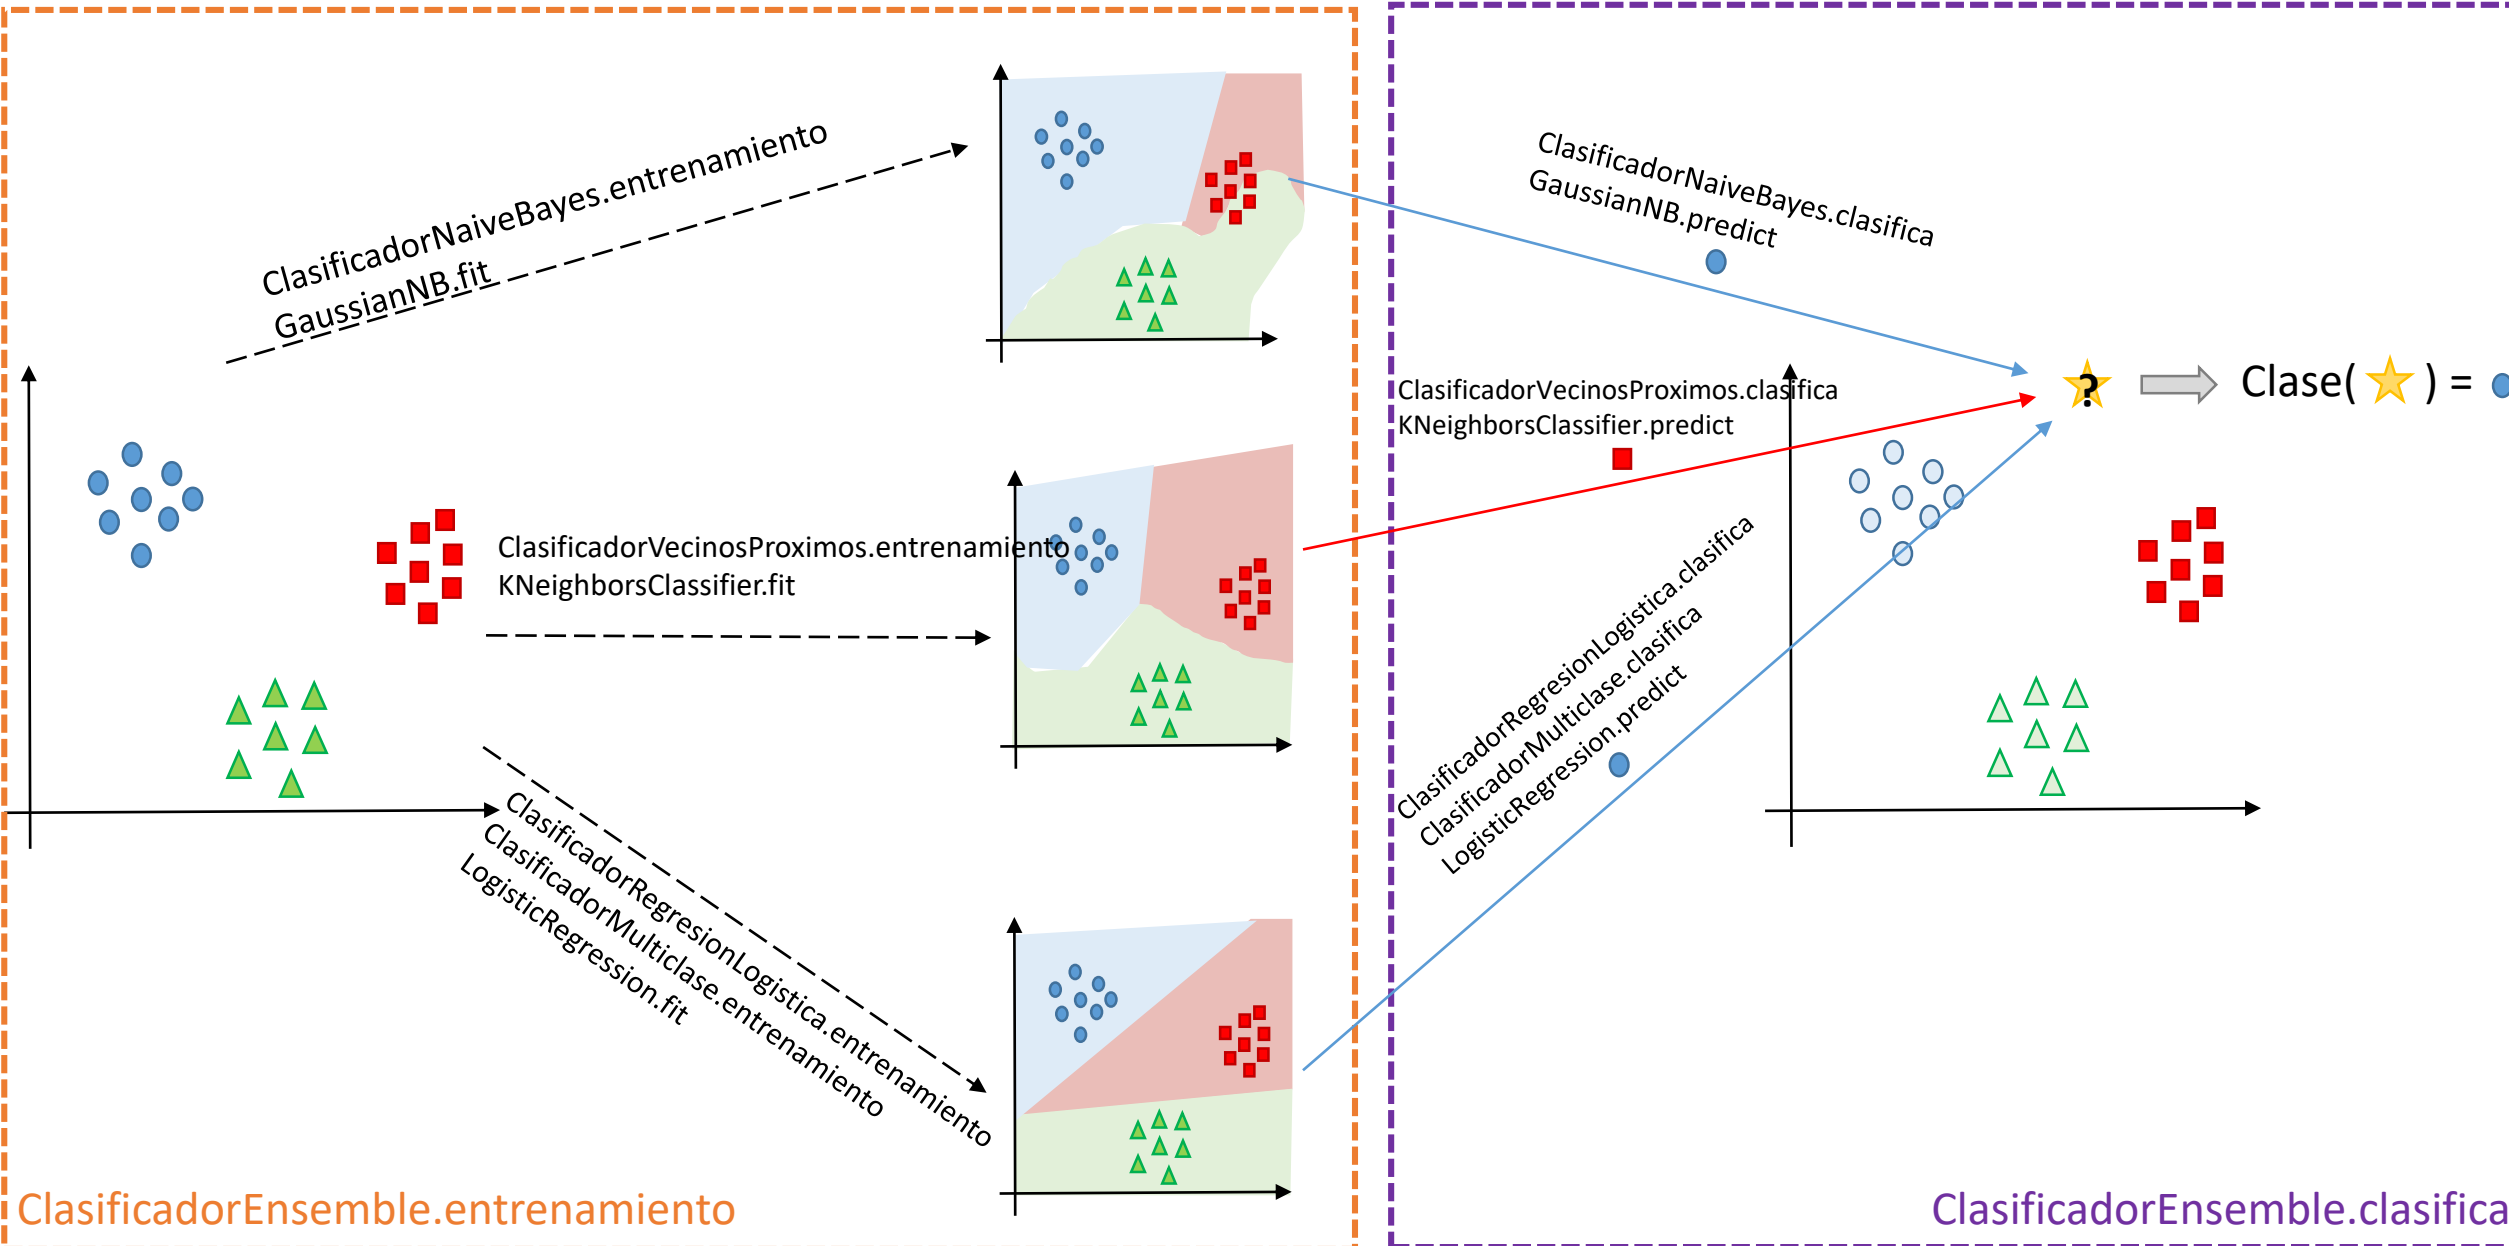 ClasificadorNaiveBayes.entrenamiento
GaussianNB.fit
ClasificadorVecinosProximos.entrenamiento
KNeighborsClassifier.fit
ClasificadorRegresionLogistica.entrenamiento
ClasificadorMulticlase.entrenamiento
LogisticRegression.fit
ClasificadorEnsemble.entrenamiento
ClasificadorNaiveBayes.clasifica
GaussianNB.predict
ClasificadorVecinosProximos.clasifica
KNeighborsClassifier.predict
ClasificadorRegresionLogistica.clasifica
ClasificadorMulticlase.clasifica
LogisticRegression.predict
?
Clase( ) =
ClasificadorEnsemble.clasifica